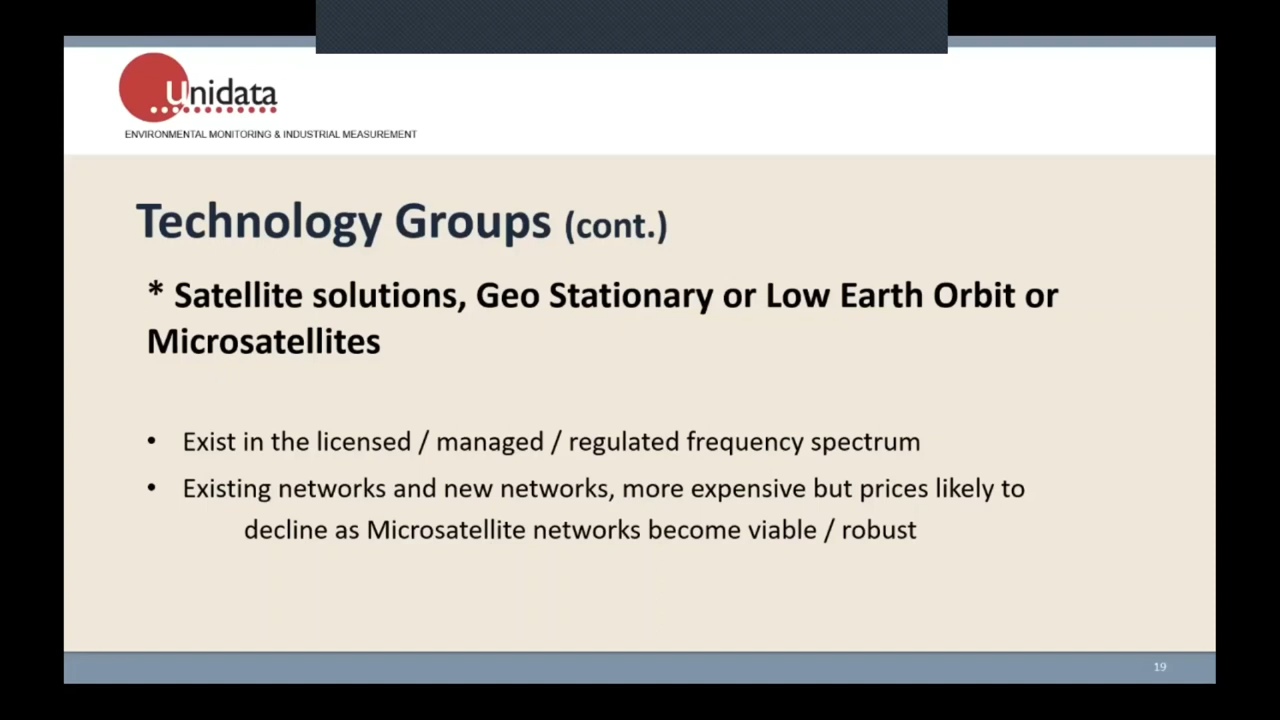 Unidata
ENVIRONMENTAL MONITORING & INDUSTRIAL MEASUREMENT
Technology Groups (cont.)
* Satellite solutions, Geo Stationary or Low Earth Orbit or
Microsatellites
• Exist in the licensed / managed / regulated frequency spectrum
• Existing networks and new networks, more expensive but prices likely to
decline as Microsatellite networks become viable / robust
19